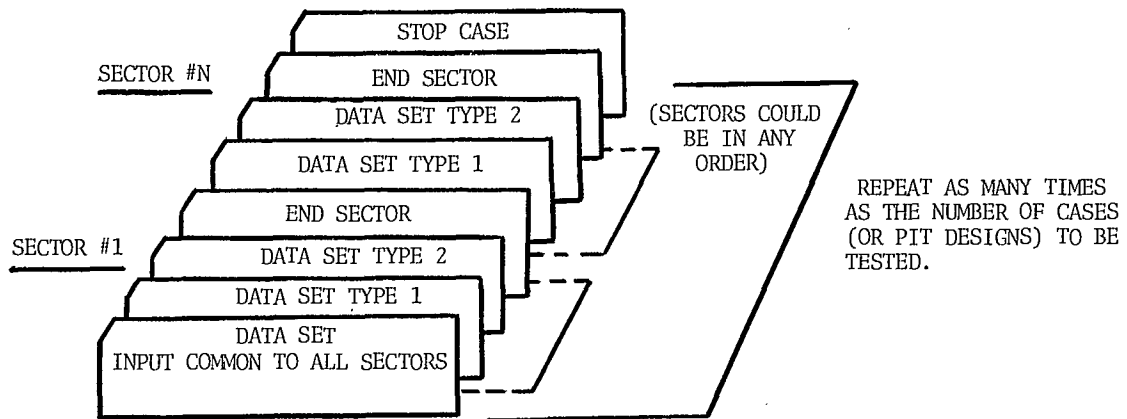 STOP CASE
SECTOR #N
END SECTOR
DATA SET TYPE 2
(SECTORS COULD
BE IN ANY
ORDER)
DATA SET TYPE 1
END SECTOR
REPEAT AS MANY TIMES
AS THE NUMBER OF CASES
(OR PIT DESIGNS) TO BE
TESTED.
SECTOR #1
DATA SET TYPE 2
DATA SET TYPE 1
DATA SET
INPUT COMMON TO ALL SECTORS